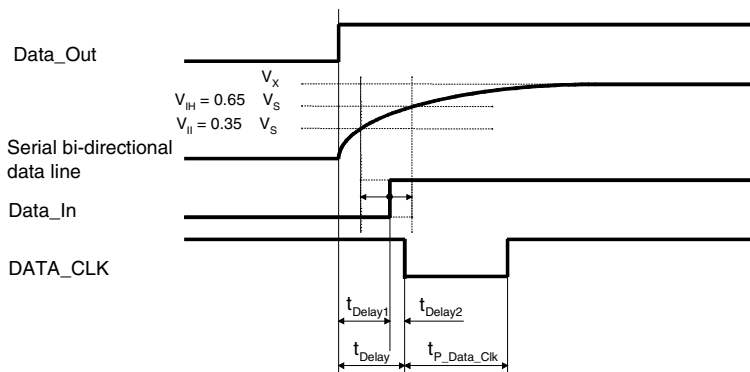 Data_Out
V_X
V_IH = 0.65 V_S
V_II = 0.35 V_S
Serial bi-directional
data line
Data_In
DATA_CLK
t_Delay1 t_Delay2
t_Delay t_P_Data_Clk